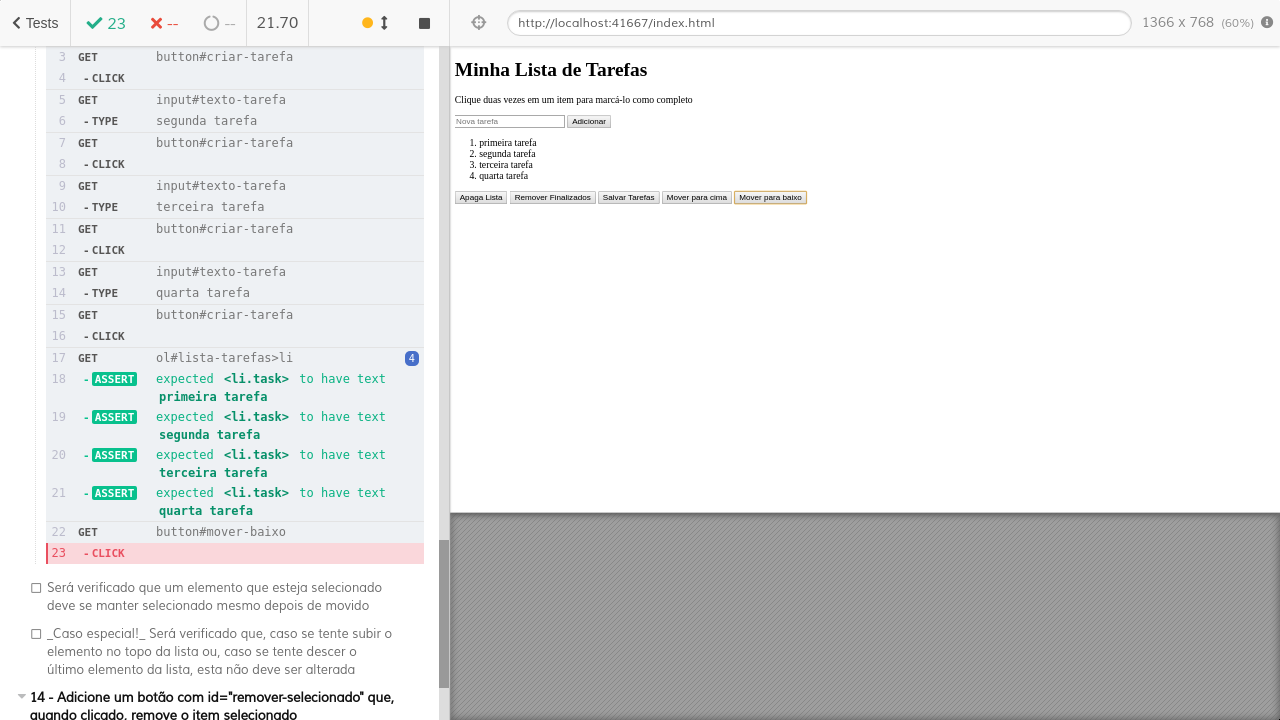 Tests
23
--
--
21.70
http://localhost:41667/index.html
1366 x 768 (60%)
3 GET button#criar-tarefa
4 - CLICK
5 GET input#texto-tarefa
6 - TYPE segunda tarefa
7 GET button#criar-tarefa
8 - CLICK
9 GET input#texto-tarefa
10 - TYPE terceira tarefa
11 GET button#criar-tarefa
12 - CLICK
13 GET input#texto-tarefa
14 - TYPE quarta tarefa
15 GET button#criar-tarefa
16 - CLICK
17 GET ol#lista-tarefas>li 4
18 - ASSERT expected <li.task> to have text
primeira tarefa
19 - ASSERT expected <li.task> to have text
segunda tarefa
20 - ASSERT expected <li.task> to have text
terceira tarefa
21 - ASSERT expected <li.task> to have text
quarta tarefa
22 GET button#mover-baixo
23 - CLICK
Será verificado que um elemento que esteja selecionado
deve se manter selecionado mesmo depois de movido
_Caso especial!_ Será verificado que, caso se tente subir o
elemento no topo da lista ou, caso se tente descer o
último elemento da lista, esta não deve ser alterada
14 - Adicione um botão com id="remover-selecionado" que,
quando clicado, remove o item selecionado
Minha Lista de Tarefas
Clique duas vezes em um item para marcá-lo como completo
Nova tarefa Adicionar
1. primeira tarefa
2. segunda tarefa
3. terceira tarefa
4. quarta tarefa
Apaga Lista Remover Finalizados Salvar Tarefas Mover para cima Mover para baixo